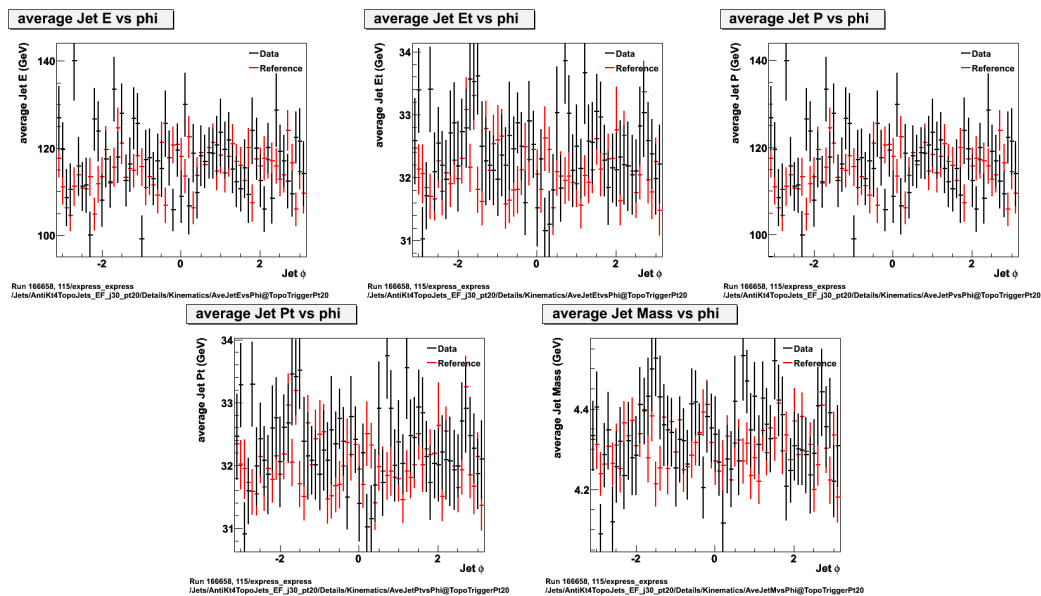 average Jet E vs phi
average Jet E (GeV)
140
120
100
Data
Reference
-2
0
2
Jet ϕ
Run 166658, 115/express_express
/Jets/AntiKt4TopoJets_EF_j30_pt20/Details/Kinematics/AveJetEvsPhi@TopoTriggerPt20
average Jet Et vs phi
average Jet Et (GeV)
34
33
32
31
Data
Reference
-2
0
2
Jet ϕ
Run 166658, 115/express_express
/Jets/AntiKt4TopoJets_EF_j30_pt20/Details/Kinematics/AveJetEtvsPhi@TopoTriggerPt20
average Jet P vs phi
average Jet P (GeV)
140
120
100
Data
Reference
-2
0
2
Jet ϕ
Run 166658, 115/express_express
/Jets/AntiKt4TopoJets_EF_j30_pt20/Details/Kinematics/AveJetPvsPhi@TopoTriggerPt20
average Jet Pt vs phi
average Jet Pt (GeV)
34
33
32
31
Data
Reference
-2
0
2
Jet ϕ
Run 166658, 115/express_express
/Jets/AntiKt4TopoJets_EF_j30_pt20/Details/Kinematics/AveJetPtvsPhi@TopoTriggerPt20
average Jet Mass vs phi
average Jet Mass (GeV)
4.4
4.2
Data
Reference
-2
0
2
Jet ϕ
Run 166658, 115/express_express
/Jets/AntiKt4TopoJets_EF_j30_pt20/Details/Kinematics/AveJetMvsPhi@TopoTriggerPt20